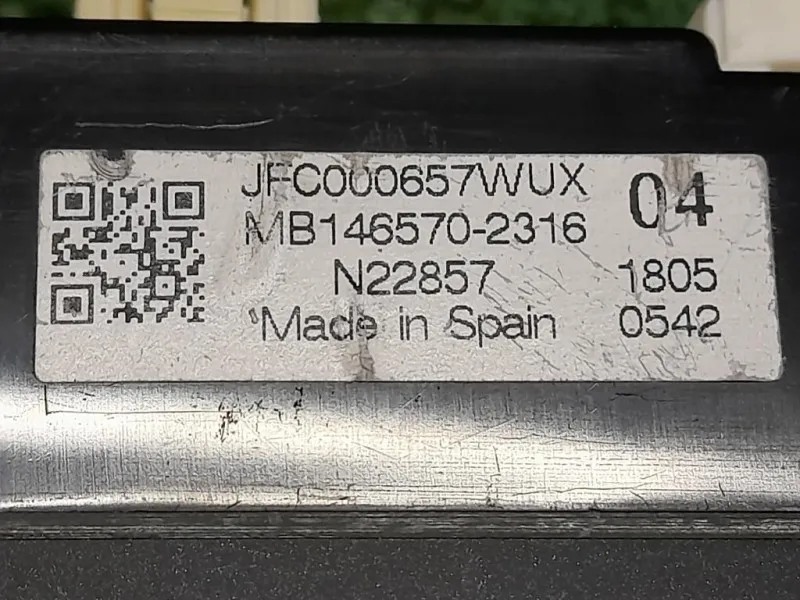 JFC000657WUX 04
MB146570-2316
N22857 1805
Made in Spain 0542